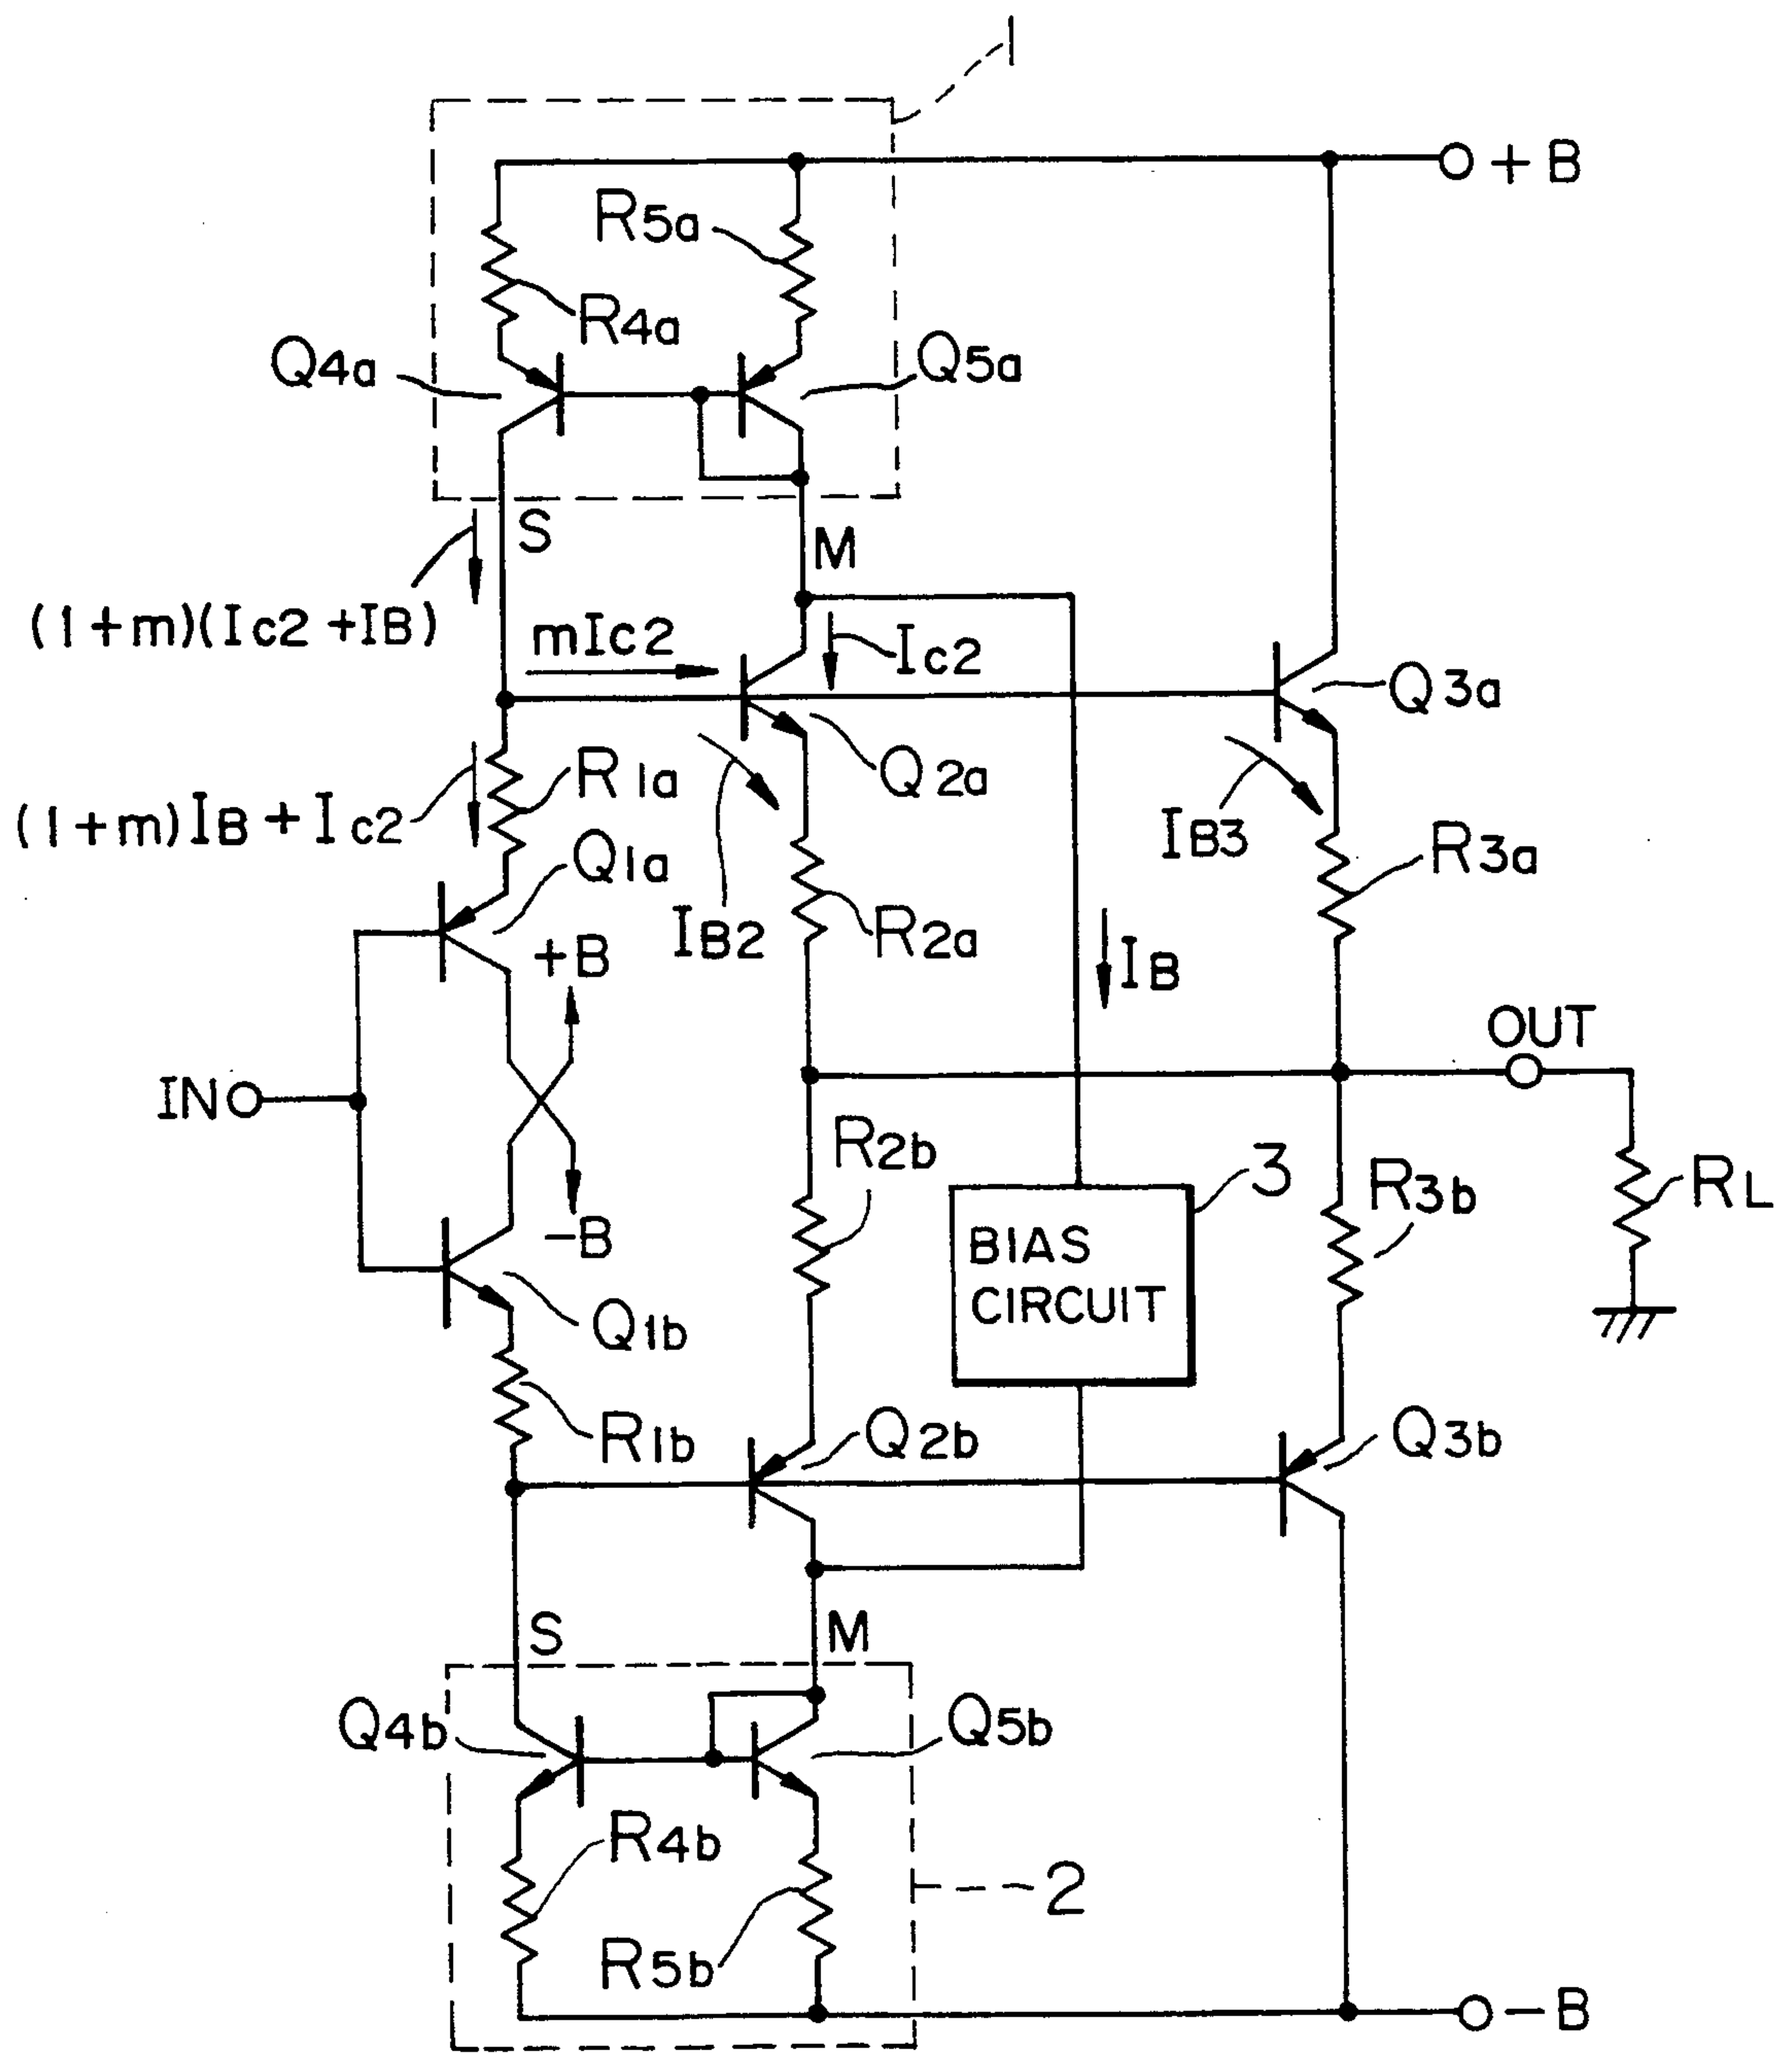 1
+B
R5a
R4a
Q4a
Q5a
S
M
(1+m)(Ic2+IB)
mIc2
Ic2
Q3a
Q2a
R1a
(1+m)IB+Ic2
Q1a
IB3
R3a
IB2
R2a
+B
IB
OUT
IN
R2b
3
R3b
RL
-B
BIAS
CIRCUIT
Q1b
R1b
Q2b
Q3b
S
M
Q4b
Q5b
R4b
2
R5b
-B